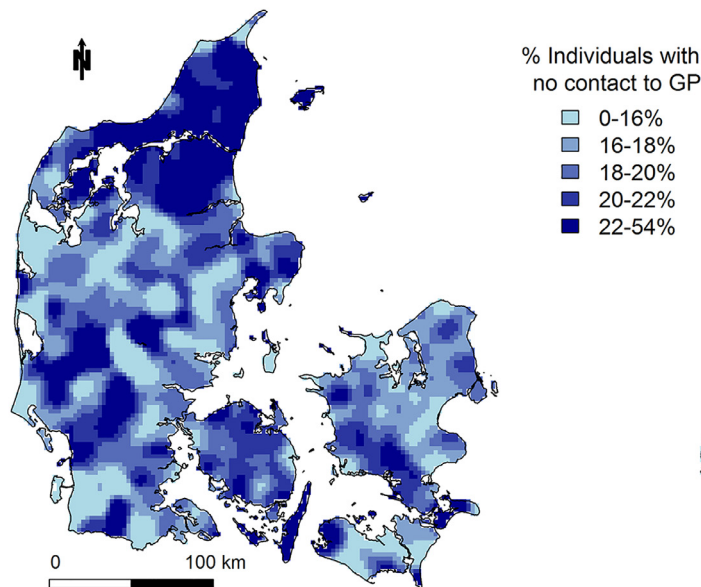 N
% Individuals with
no contact to GP
0-16%
16-18%
18-20%
20-22%
22-54%
0 100 km